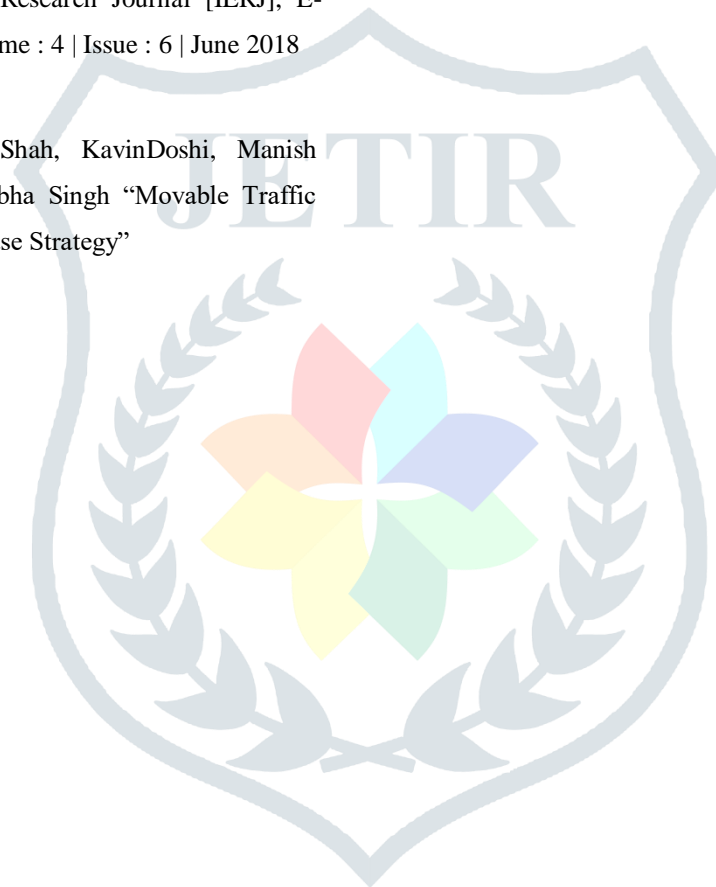 Research Journal [IERJ], E-
me : 4 | Issue : 6 | June 2018
Shah, KavinDoshi, Manish
bha Singh “Movable Traffic
se Strategy”
JETIR